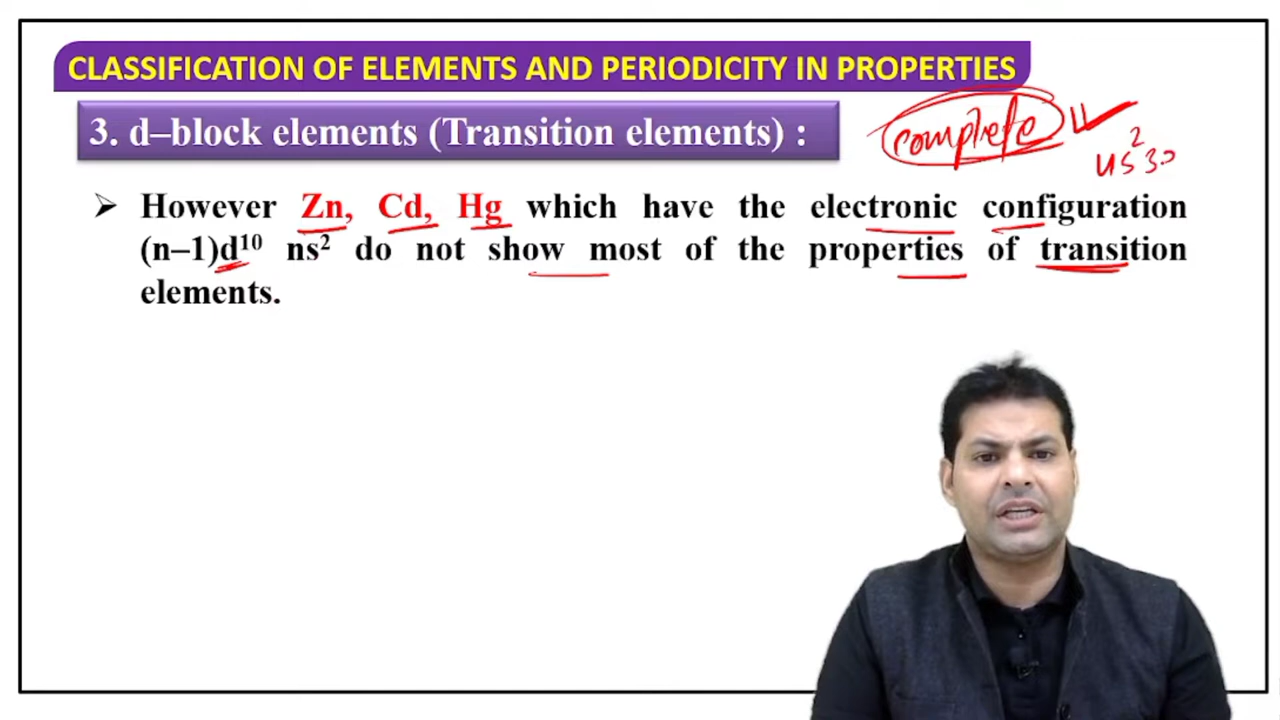 CLASSIFICATION OF ELEMENTS AND PERIODICITY IN PROPERTIES
3. d–block elements (Transition elements) :
complete
4s²
➢ However Zn, Cd, Hg which have the electronic configuration
(n–1)d¹⁰ ns² do not show most of the properties of transition
elements.